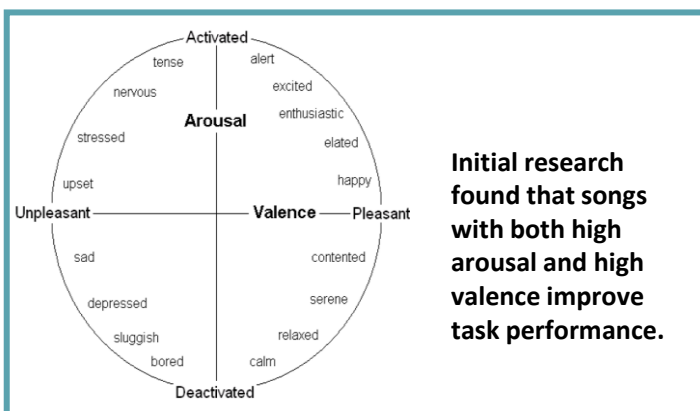 Activated
tense
alert
nervous
excited
Arousal
enthusiastic
stressed
elated
upset
happy
Unpleasant
Valence
Pleasant
sad
contented
depressed
serene
sluggish
relaxed
bored
calm
Deactivated
Initial research
found that songs
with both high
arousal and high
valence improve
task performance.